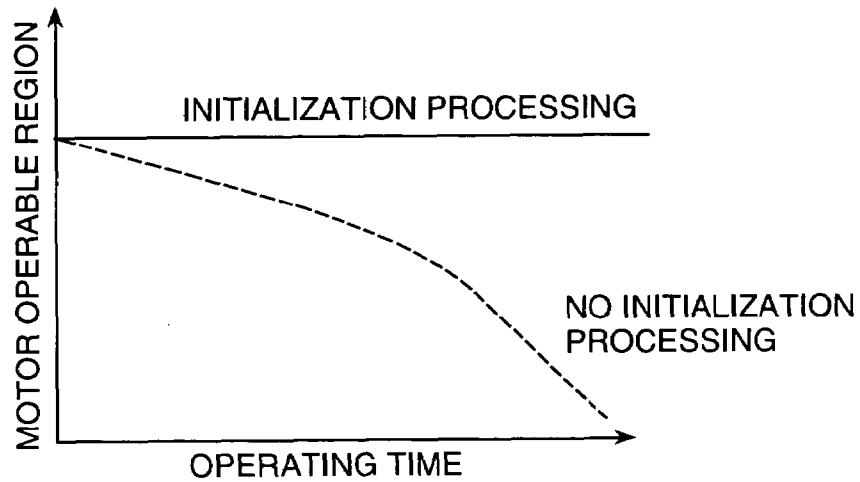 MOTOR OPERABLE REGION
INITIALIZATION PROCESSING
NO INITIALIZATION
PROCESSING
OPERATING TIME